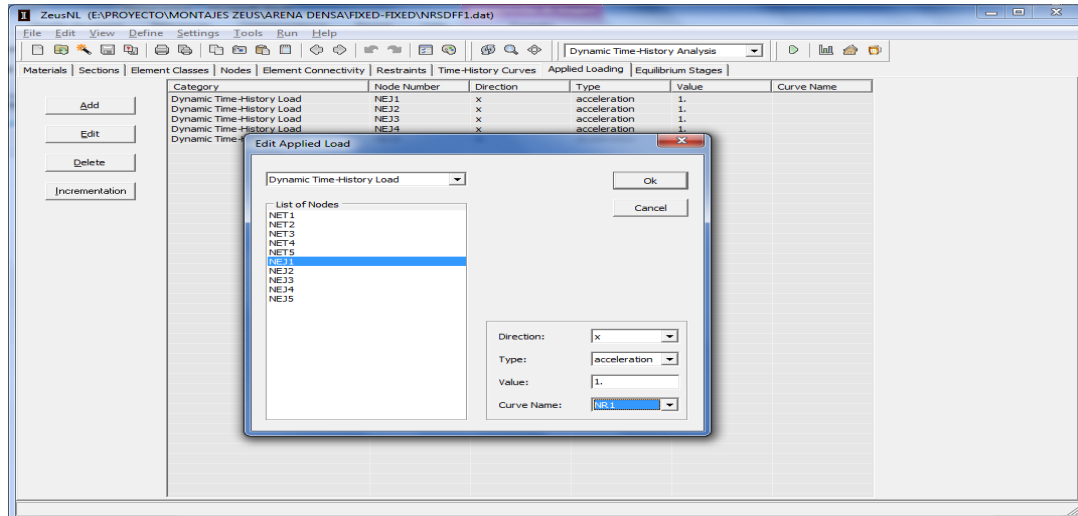 ZeusNL (E:\PROYECTO\MONTAJES ZEUS\ARENA DENSA\FIXED-FIXED\NRSDFF1.dat)
File Edit View Define Settings Tools Run Help
Dynamic Time-History Analysis
Materials Sections Element Classes Nodes Element Connectivity Restraints Time-History Curves Applied Loading Equilibrium Stages
Category Node Number Direction Type Value Curve Name
Dynamic Time-History Load NEJ1 x acceleration 1.
Dynamic Time-History Load NEJ2 x acceleration 1.
Dynamic Time-History Load NEJ3 x acceleration 1.
Dynamic Time-History Load NEJ4 x acceleration 1.
Dynamic Time-
Add
Edit
Delete
Incrementation
Edit Applied Load
Dynamic Time-History Load
Ok
Cancel
List of Nodes
NET1
NET2
NET3
NET4
NET5
NEJ1
NEJ2
NEJ3
NEJ4
NEJ5
Direction: x
Type: acceleration
Value: 1.
Curve Name: NR1